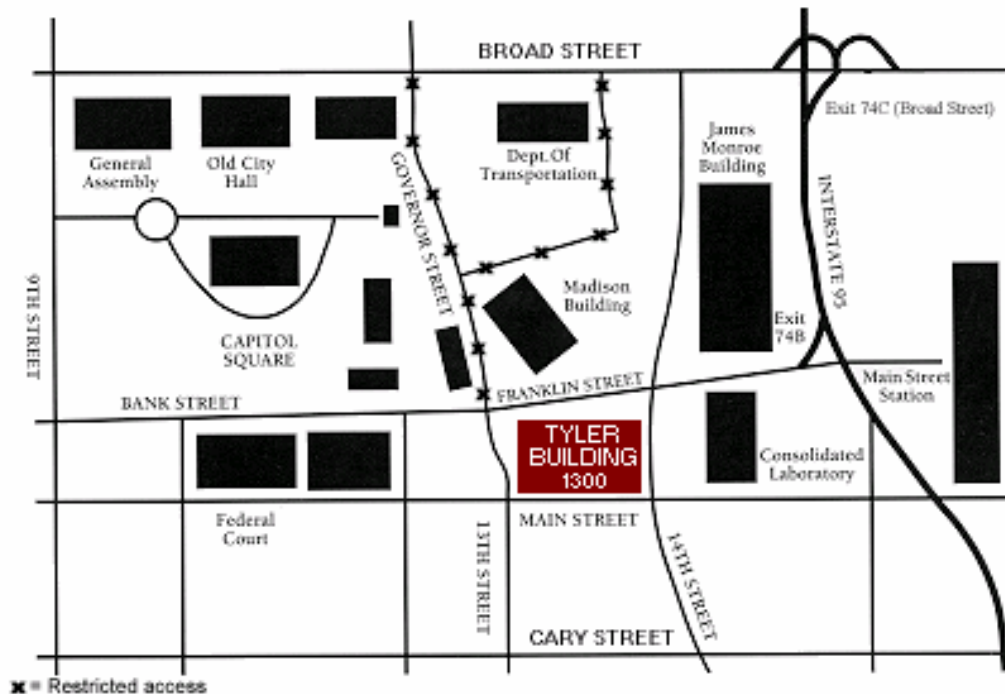 BROAD STREET
Exit 74C (Broad Street)
General
Assembly
Old City
Hall
Dept. Of
Transportation
James
Monroe
Building
GOVERNOR STREET
INTERSTATE 95
9TH STREET
CAPITOL
SQUARE
Madison
Building
Exit
74B
Main Street
Station
BANK STREET
FRANKLIN STREET
TYLER
BUILDING
1300
Consolidated
Laboratory
Federal
Court
MAIN STREET
13TH STREET
14TH STREET
CARY STREET
x = Restricted access